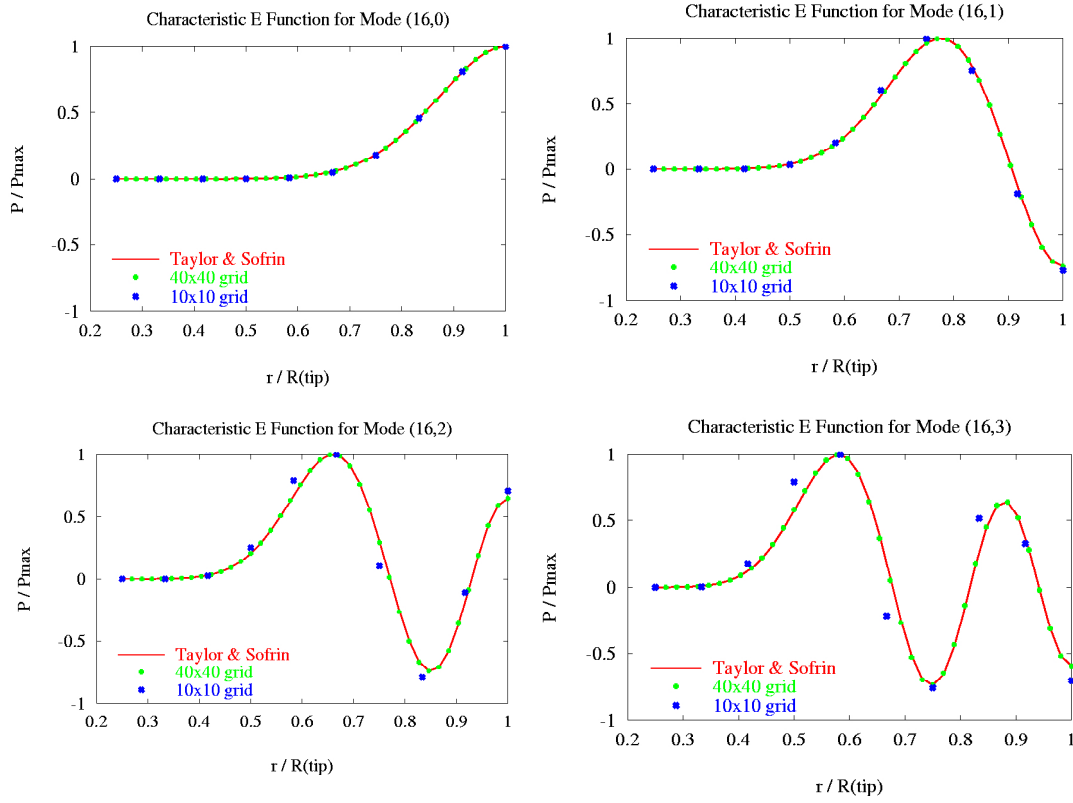 Characteristic E Function for Mode (16,0)
1
0.5
0
-0.5
-1
P / Pmax
Taylor & Sofrin
40x40 grid
10x10 grid
0.2 0.3 0.4 0.5 0.6 0.7 0.8 0.9 1
r / R(tip)
Characteristic E Function for Mode (16,1)
1
0.5
0
-0.5
-1
P / Pmax
Taylor & Sofrin
40x40 grid
10x10 grid
0.2 0.3 0.4 0.5 0.6 0.7 0.8 0.9 1
r / R(tip)
Characteristic E Function for Mode (16,2)
1
0.5
0
-0.5
-1
P / Pmax
Taylor & Sofrin
40x40 grid
10x10 grid
0.2 0.3 0.4 0.5 0.6 0.7 0.8 0.9 1
r / R(tip)
Characteristic E Function for Mode (16,3)
1
0.5
0
-0.5
-1
P / Pmax
Taylor & Sofrin
40x40 grid
10x10 grid
0.2 0.3 0.4 0.5 0.6 0.7 0.8 0.9 1
r / R(tip)